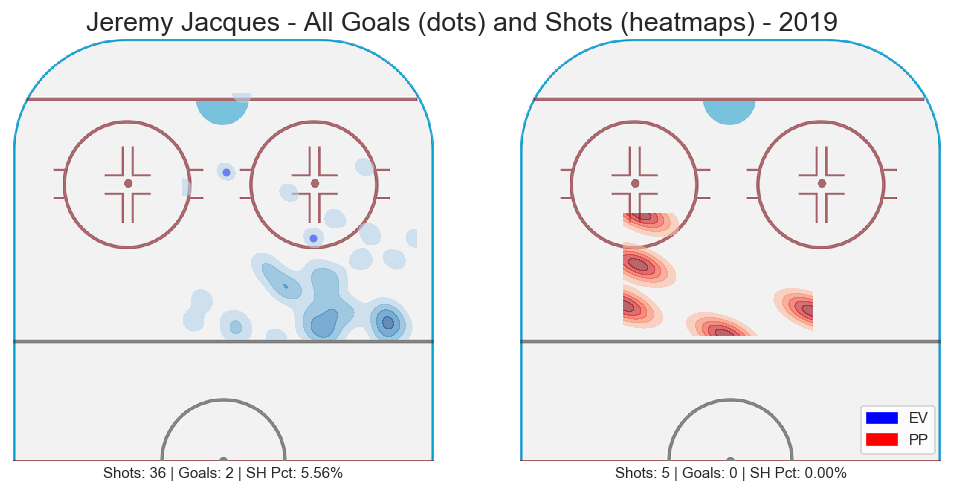 Jeremy Jacques - All Goals (dots) and Shots (heatmaps) - 2019
EV
PP
Shots: 36 | Goals: 2 | SH Pct: 5.56%
Shots: 5 | Goals: 0 | SH Pct: 0.00%